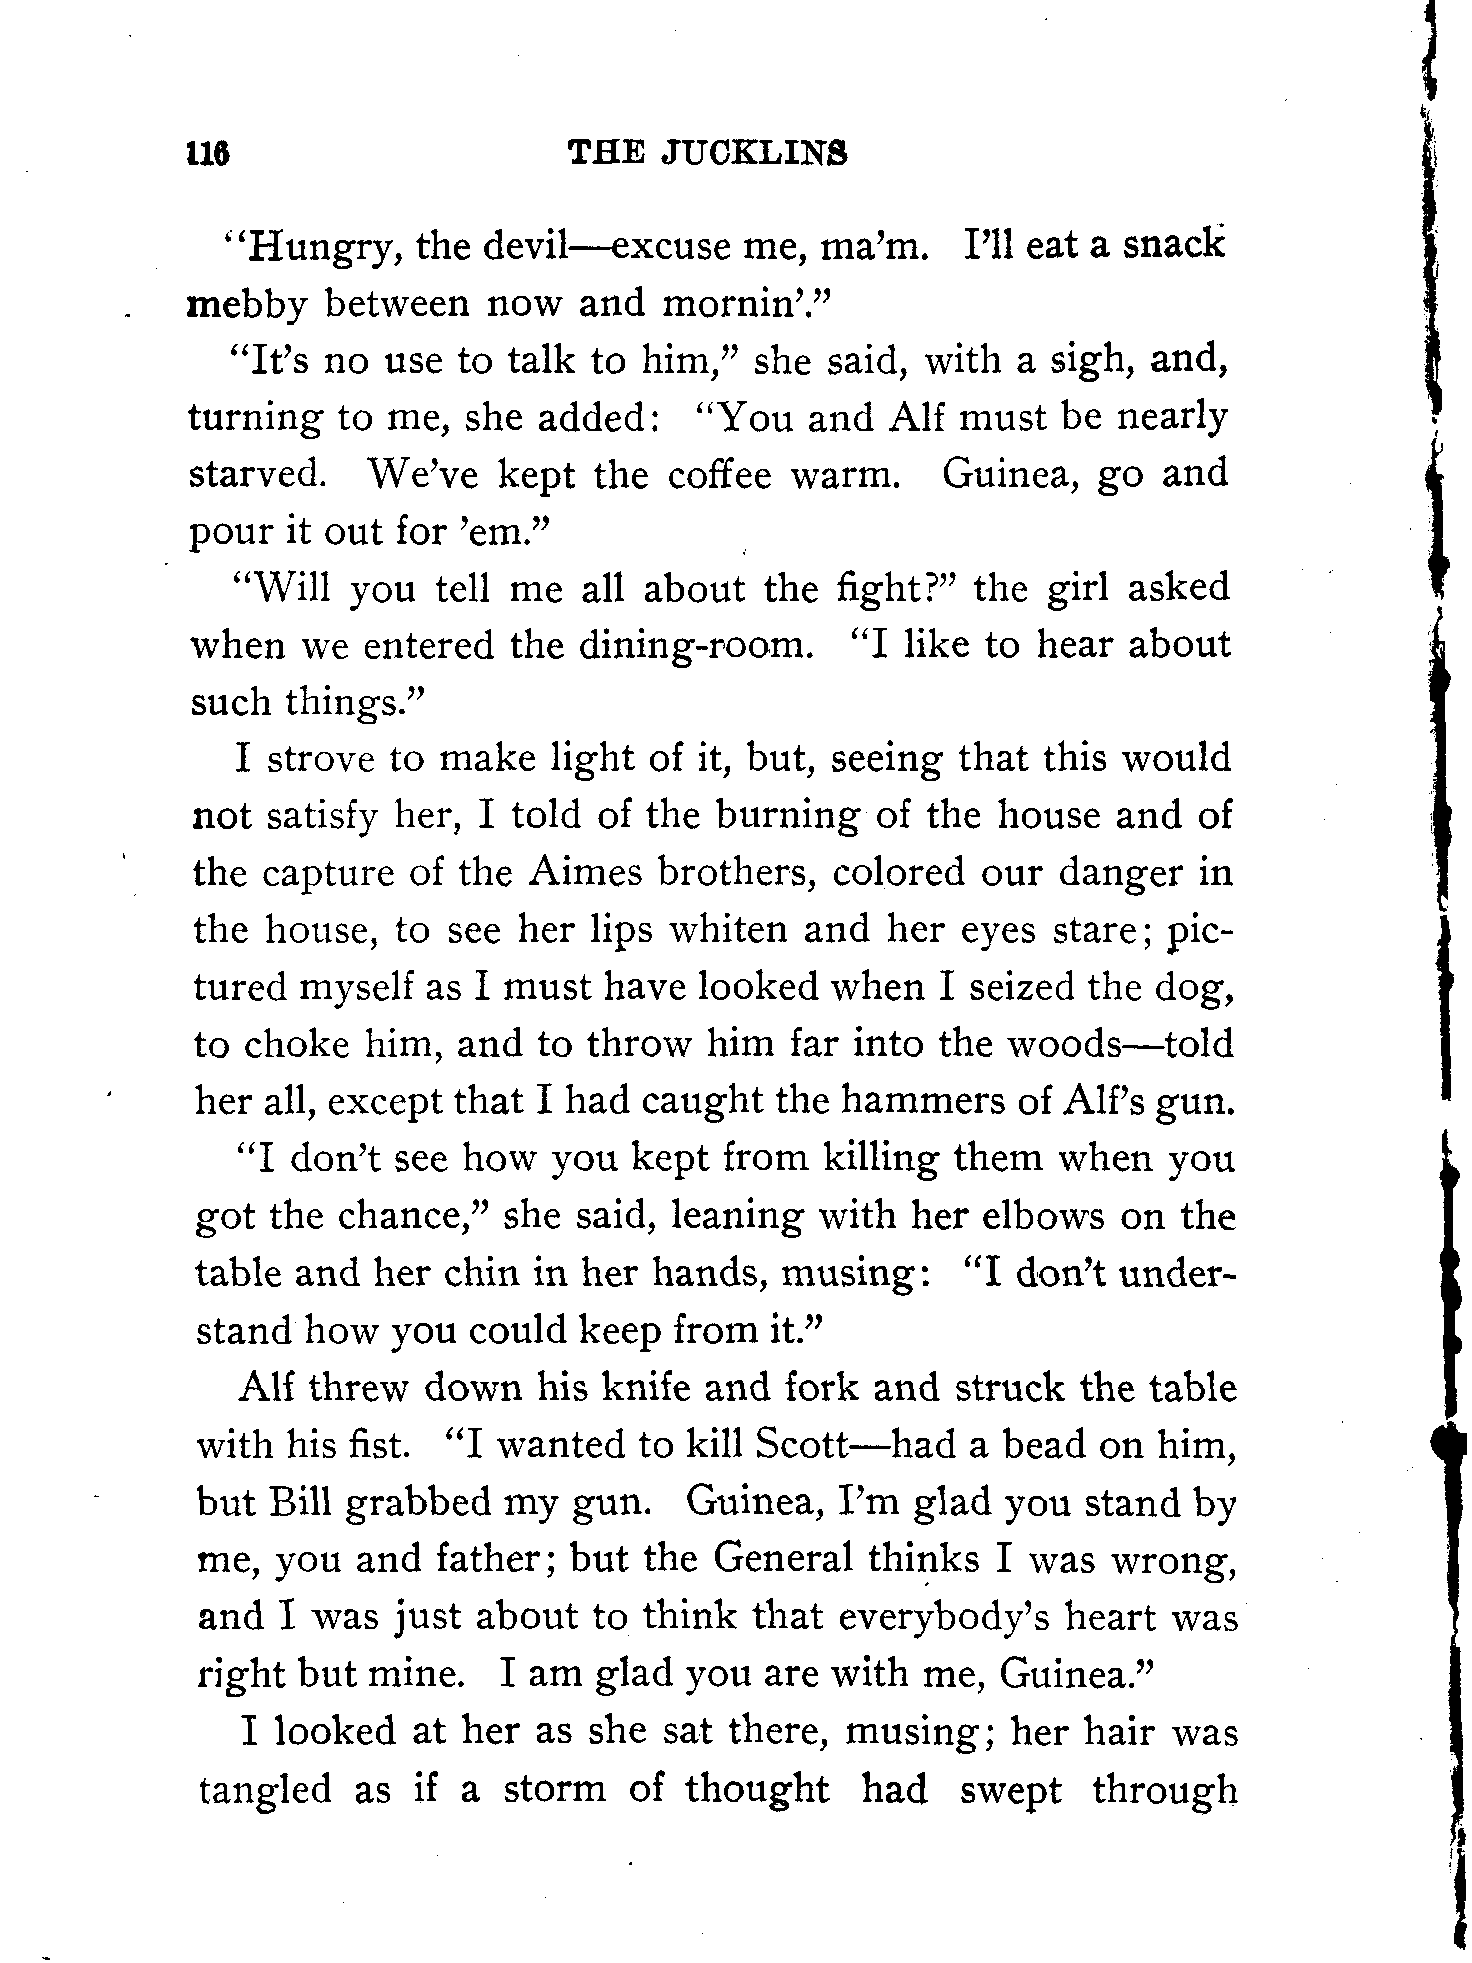 116 THE JUCKLINS
"Hungry, the devil—excuse me, ma'm. I'll eat a snack
mebby between now and mornin'."
"It's no use to talk to him," she said, with a sigh, and,
turning to me, she added: "You and Alf must be nearly
starved. We've kept the coffee warm. Guinea, go and
pour it out for 'em."
"Will you tell me all about the fight?" the girl asked
when we entered the dining-room. "I like to hear about
such things."
I strove to make light of it, but, seeing that this would
not satisfy her, I told of the burning of the house and of
the capture of the Aimes brothers, colored our danger in
the house, to see her lips whiten and her eyes stare; pic-
tured myself as I must have looked when I seized the dog,
to choke him, and to throw him far into the woods—told
her all, except that I had caught the hammers of Alf's gun.
"I don't see how you kept from killing them when you
got the chance," she said, leaning with her elbows on the
table and her chin in her hands, musing: "I don't under-
stand how you could keep from it."
Alf threw down his knife and fork and struck the table
with his fist. "I wanted to kill Scott—had a bead on him,
but Bill grabbed my gun. Guinea, I'm glad you stand by
me, you and father; but the General thinks I was wrong,
and I was just about to think that everybody's heart was
right but mine. I am glad you are with me, Guinea."
I looked at her as she sat there, musing; her hair was
tangled as if a storm of thought had swept through